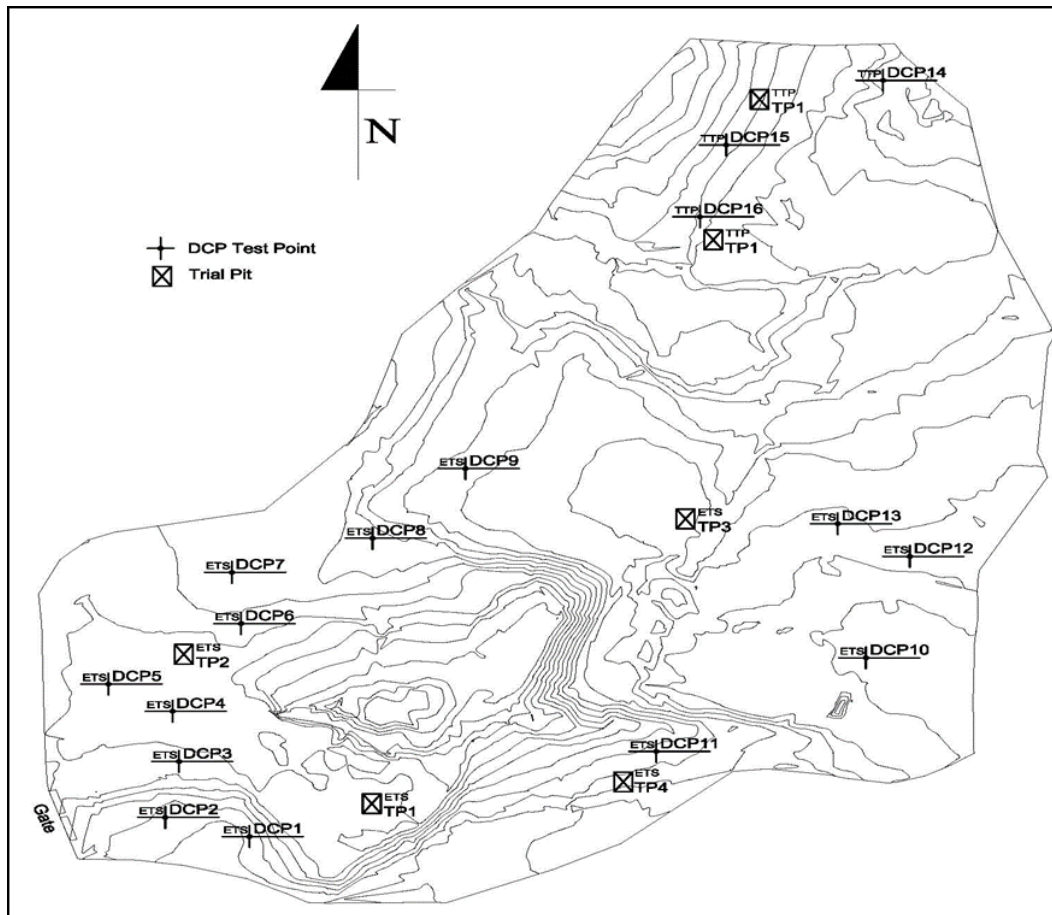 TTP DCP14
TTP
TP1
TTP DCP15
N
TTP DCP16
TTP
TP1
DCP Test Point
Trial Pit
ETS DCP9
ETS
TP3
ETS DCP13
ETS DCP8
ETS DCP12
ETS DCP7
ETS DCP6
ETS
TP2
ETS DCP10
ETS DCP5
ETS DCP4
ETS DCP11
ETS DCP3
ETS
TP4
ETS
TP1
Gate
ETS DCP2
ETS DCP1